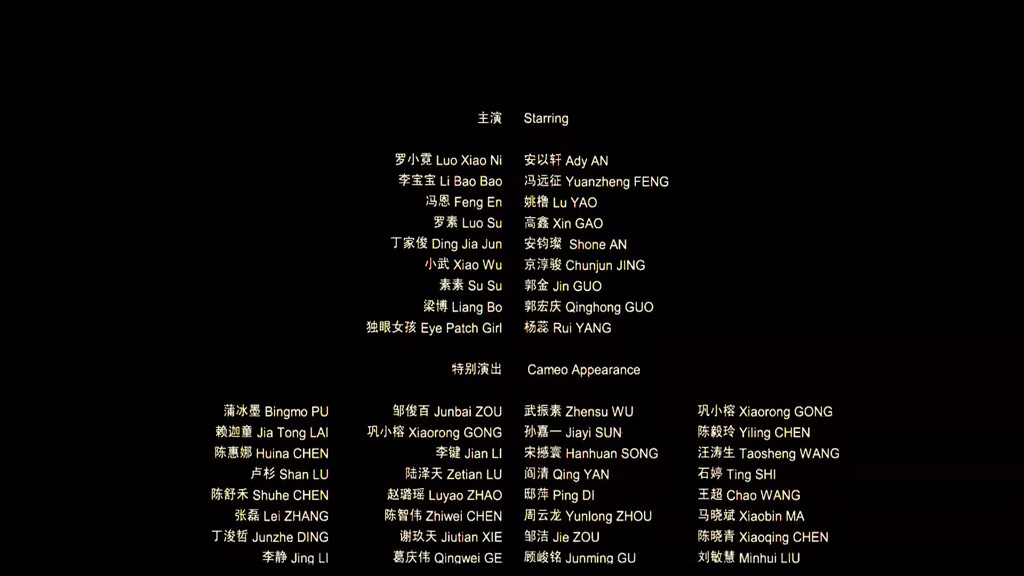 主演 Starring
罗小霓 Luo Xiao Ni 安以轩 Ady AN
李宝宝 Li Bao Bao 冯远征 Yuanzheng FENG
冯恩 Feng En 姚橹 Lu YAO
罗素 Luo Su 高鑫 Xin GAO
丁家俊 Ding Jia Jun 安钧璨 Shone AN
小武 Xiao Wu 京淳骏 Chunjun JING
素素 Su Su 郭金 Jin GUO
梁博 Liang Bo 郭宏庆 Qinghong GUO
独眼女孩 Eye Patch Girl 杨蕊 Rui YANG
特别演出 Cameo Appearance
蒲冰墨 Bingmo PU 邹俊百 Junbai ZOU 武振素 Zhensu WU 巩小榕 Xiaorong GONG
赖迦童 Jia Tong LAI 巩小榕 Xiaorong GONG 孙嘉一 Jiayi SUN 陈毅玲 Yiling CHEN
陈惠娜 Huina CHEN 李键 Jian LI 宋撼寰 Hanhuan SONG 汪涛生 Taosheng WANG
卢杉 Shan LU 陆泽天 Zetian LU 阎清 Qing YAN 石婷 Ting SHI
陈舒禾 Shuhe CHEN 赵璐瑶 Luyao ZHAO 邸萍 Ping DI 王超 Chao WANG
张磊 Lei ZHANG 陈智伟 Zhiwei CHEN 周云龙 Yunlong ZHOU 马晓斌 Xiaobin MA
丁浚哲 Junzhe DING 谢玖天 Jiutian XIE 邹洁 Jie ZOU 陈晓青 Xiaoqing CHEN
李静 Jing LI 葛庆伟 Qingwei GE 顾峻铭 Junming GU 刘敏慧 Minhui LIU